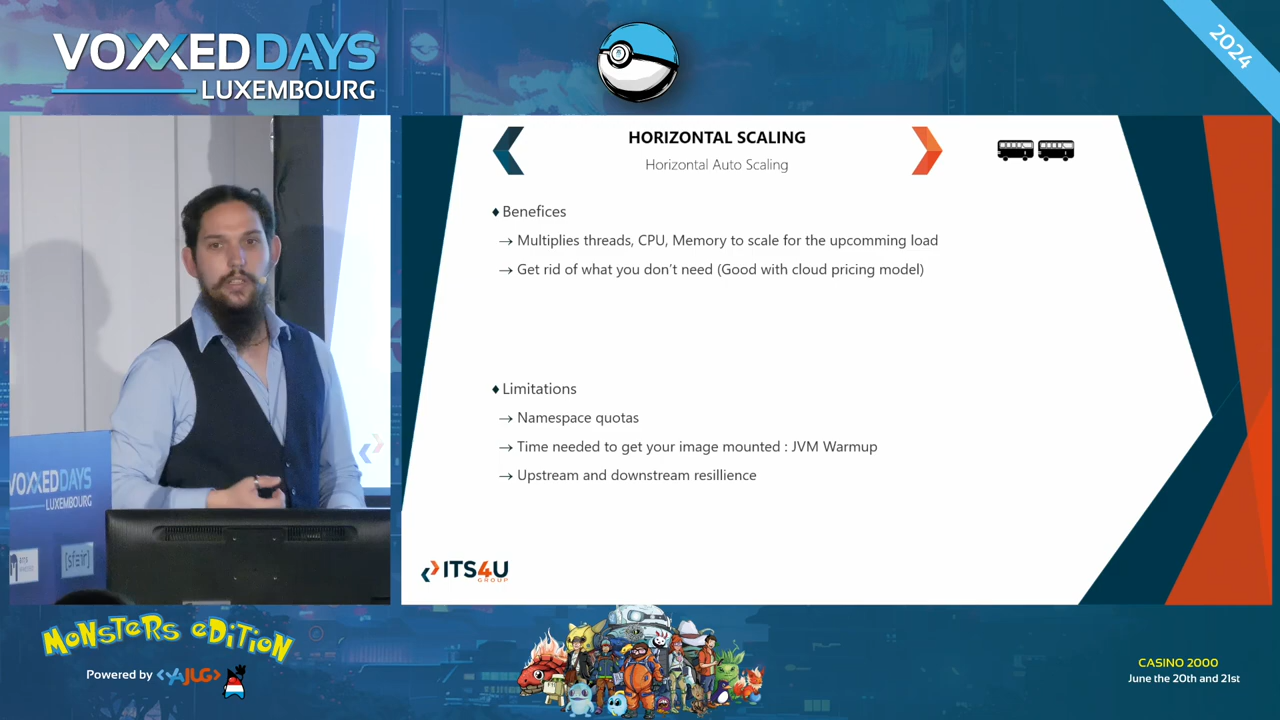 VOXXEDDAYS
LUXEMBOURG
2024
HORIZONTAL SCALING
Horizontal Auto Scaling
♦ Benefices
→ Multiplies threads, CPU, Memory to scale for the upcomming load
→ Get rid of what you don't need (Good with cloud pricing model)
♦ Limitations
→ Namespace quotas
→ Time needed to get your image mounted : JVM Warmup
→ Upstream and downstream resillience
ITS4U
GROUP
VOXXEDDAYS
LUXEMBOURG
[sfeir]
MONSTERS EDITION
Powered by <YAJUG>
CASINO 2000
June the 20th and 21st